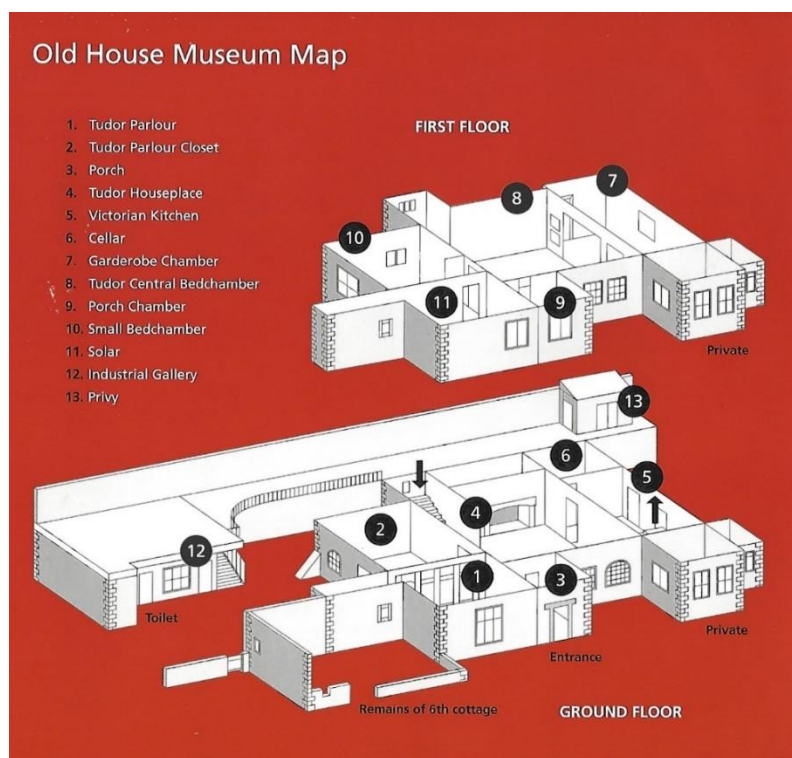 Old House Museum Map
1. Tudor Parlour
2. Tudor Parlour Closet
3. Porch
4. Tudor Houseplace
5. Victorian Kitchen
6. Cellar
7. Garderobe Chamber
8. Tudor Central Bedchamber
9. Porch Chamber
10. Small Bedchamber
11. Solar
12. Industrial Gallery
13. Privy
FIRST FLOOR
7
8
10
11
9
Private
13
6
5
4
2
12
1
3
Toilet
Private
Entrance
Remains of 6th cottage
GROUND FLOOR